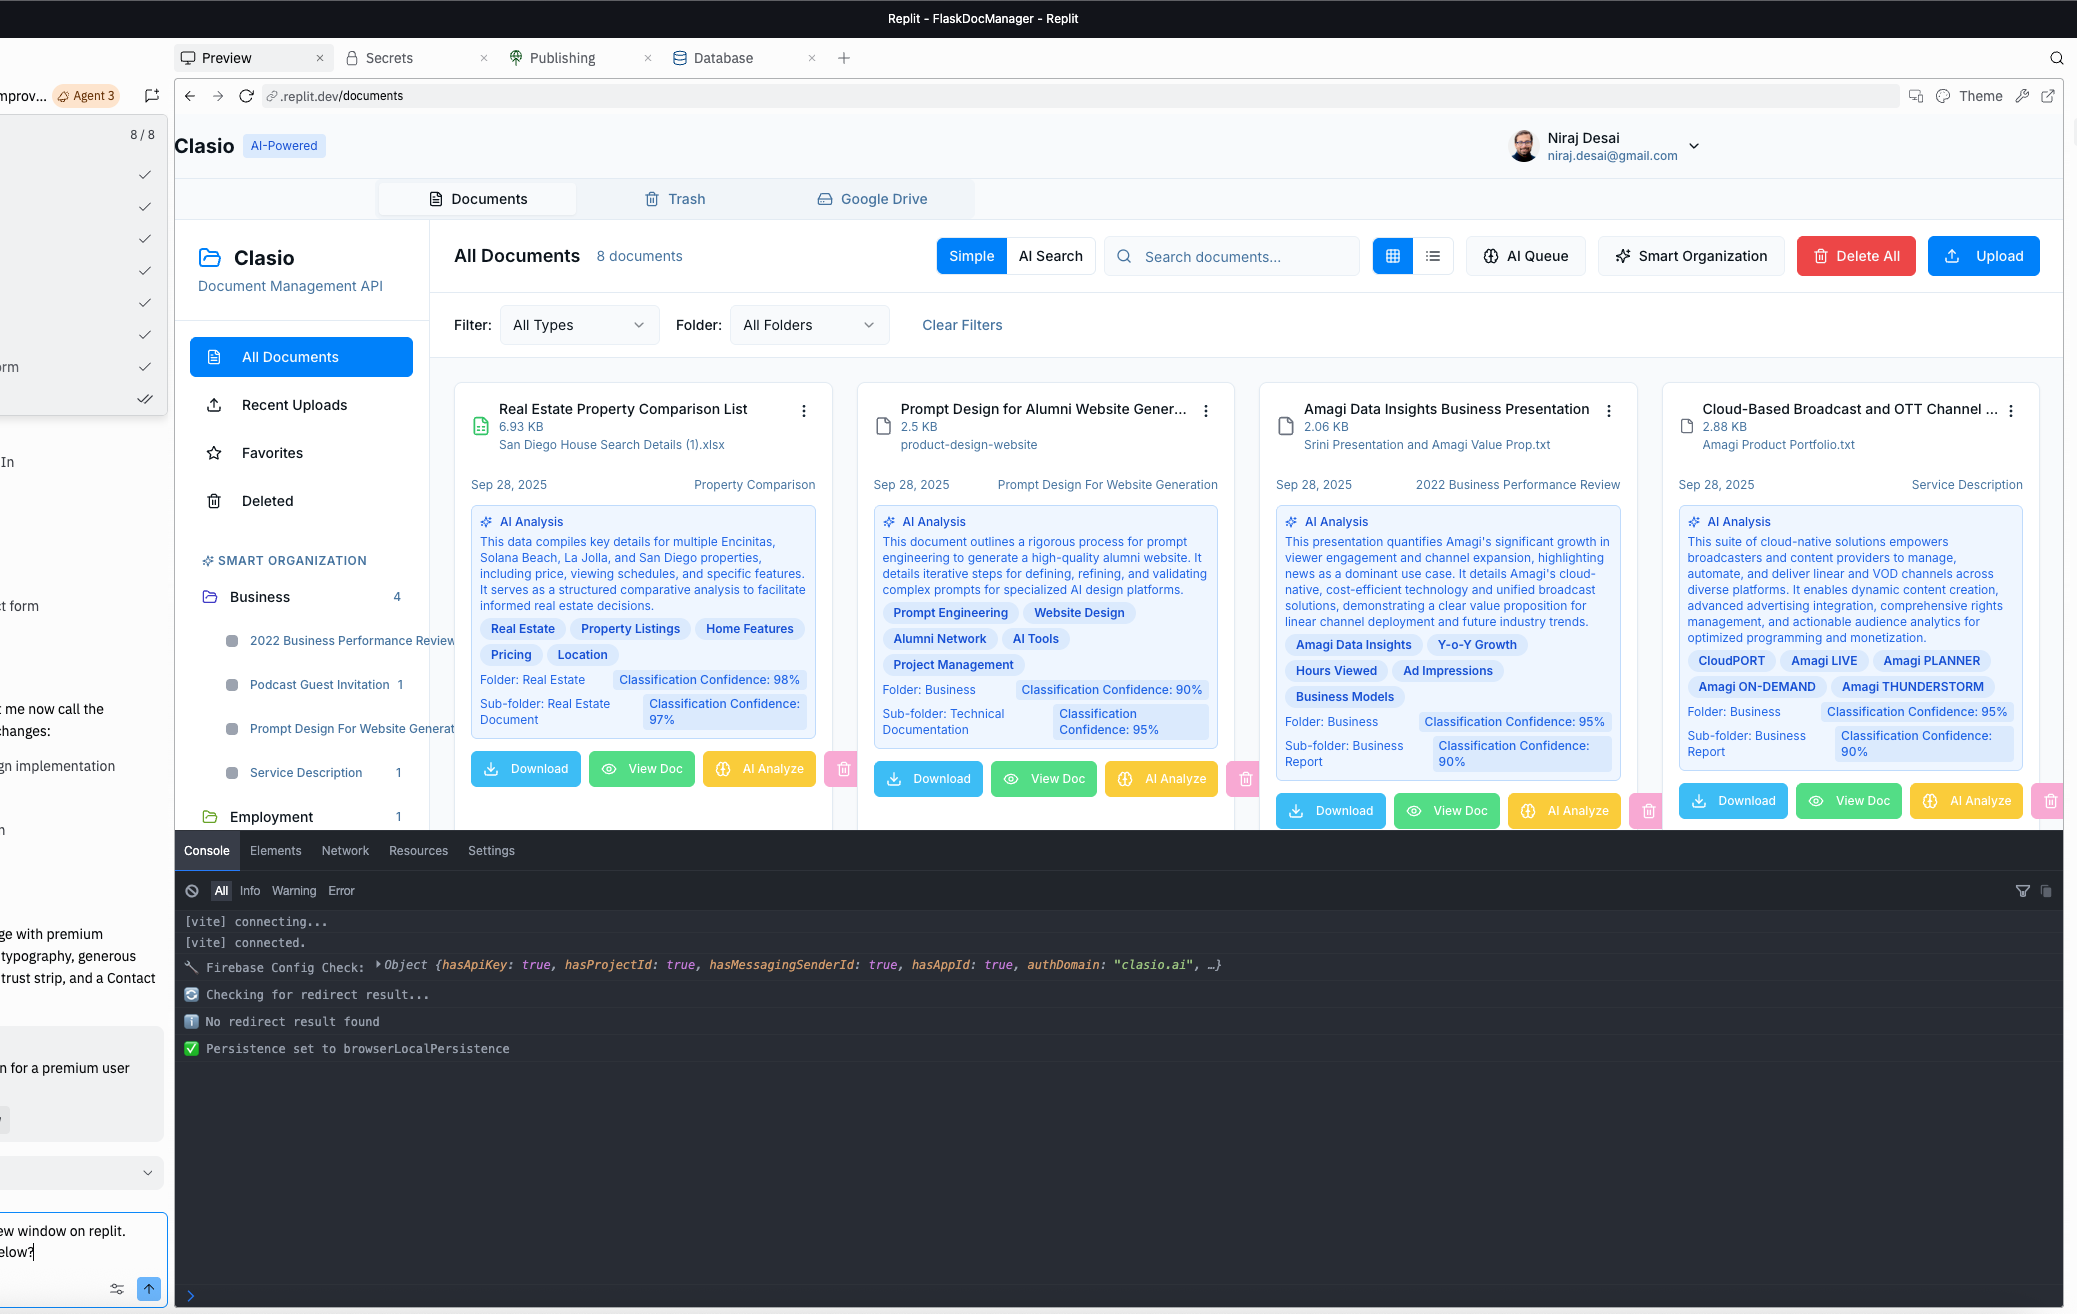 Replit - FlaskDocManager - Replit
Preview
Secrets
Publishing
Database
Agent 3
8 / 8
In
me now call the
gn implementation
with premium
typography, generous
trust strip, and a Contact
for a premium user
window on replit.
.replit.dev/documents
Theme
Clasio
AI-Powered
Niraj Desai
niraj.desai@gmail.com
Documents
Trash
Google Drive
Clasio
Document Management API
All Documents
Recent Uploads
Favorites
Deleted
SMART ORGANIZATION
Business 4
2022 Business Performance Review
Podcast Guest Invitation 1
Prompt Design For Website Generat
Service Description 1
Employment 1
All Documents 8 documents
Simple
AI Search
Search documents...
AI Queue
Smart Organization
Delete All
Upload
Filter: All Types
Folder: All Folders
Clear Filters
Real Estate Property Comparison List
6.93 KB
San Diego House Search Details (1).xlsx
Sep 28, 2025 Property Comparison
AI Analysis
This data compiles key details for multiple Encinitas,
Solana Beach, La Jolla, and San Diego properties,
including price, viewing schedules, and specific features.
It serves as a structured comparative analysis to facilitate
informed real estate decisions.
Real Estate Property Listings Home Features
Pricing Location
Folder: Real Estate Classification Confidence: 98%
Sub-folder: Real Estate
Document
Classification Confidence:
97%
Download View Doc AI Analyze
Prompt Design for Alumni Website Gener...
2.5 KB
product-design-website
Sep 28, 2025 Prompt Design For Website Generation
AI Analysis
This document outlines a rigorous process for prompt
engineering to generate a high-quality alumni website. It
details iterative steps for defining, refining, and validating
complex prompts for specialized AI design platforms.
Prompt Engineering Website Design
Alumni Network AI Tools
Project Management
Folder: Business Classification Confidence: 90%
Sub-folder: Technical
Documentation
Classification
Confidence: 95%
Download View Doc AI Analyze
Amagi Data Insights Business Presentation
2.06 KB
Srini Presentation and Amagi Value Prop.txt
Sep 28, 2025 2022 Business Performance Review
AI Analysis
This presentation quantifies Amagi's significant growth in
viewer engagement and channel expansion, highlighting
news as a dominant use case. It details Amagi's cloud-
native, cost-efficient technology and unified broadcast
solutions, demonstrating a clear value proposition for
linear channel deployment and future industry trends.
Amagi Data Insights Y-o-Y Growth
Hours Viewed Ad Impressions
Business Models
Folder: Business Classification Confidence: 95%
Sub-folder: Business
Report
Classification Confidence:
90%
Download View Doc AI Analyze
Cloud-Based Broadcast and OTT Channel ...
2.88 KB
Amagi Product Portfolio.txt
Sep 28, 2025 Service Description
AI Analysis
This suite of cloud-native solutions empowers
broadcasters and content providers to manage,
automate, and deliver linear and VOD channels across
diverse platforms. It enables dynamic content creation,
advanced advertising integration, comprehensive rights
management, and actionable audience analytics for
optimized programming and monetization.
CloudPORT Amagi LIVE Amagi PLANNER
Amagi ON-DEMAND Amagi THUNDERSTORM
Folder: Business Classification Confidence: 95%
Sub-folder: Business
Report
Classification Confidence:
90%
Download View Doc AI Analyze
Console Elements Network Resources Settings
All Info Warning Error
[vite] connecting...
[vite] connected.
Firebase Config Check: Object {hasApiKey: true, hasProjectId: true, hasMessagingSenderId: true, hasAppId: true, authDomain: "clasio.ai", …}
Checking for redirect result...
No redirect result found
Persistence set to browserLocalPersistence